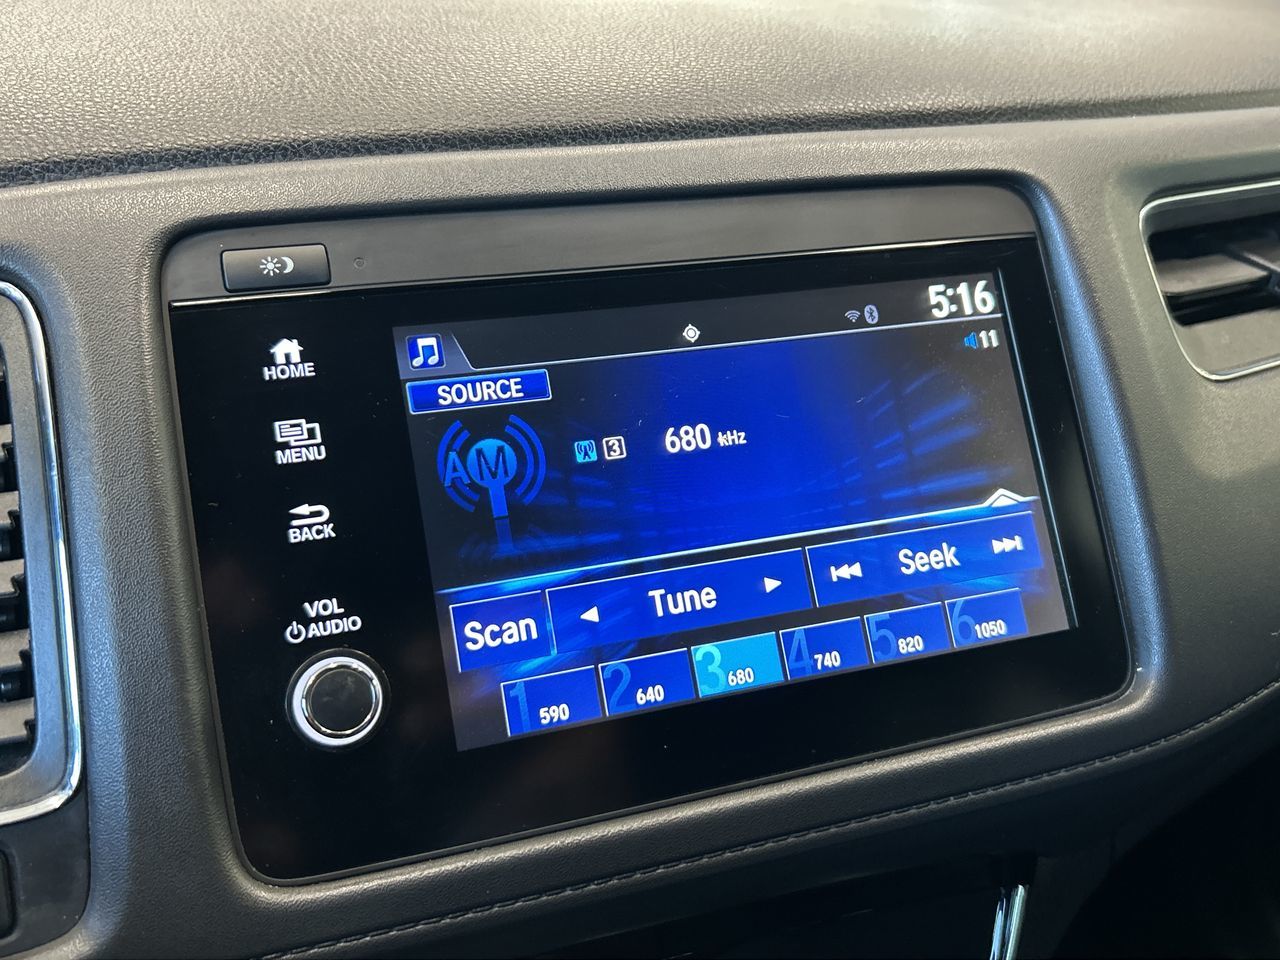 HOME
MENU
BACK
VOL
AUDIO
5:16
11
SOURCE
AM
3
680 kHz
Scan
Tune
Seek
1 590
2 640
3 680
4 740
5 820
6 1050